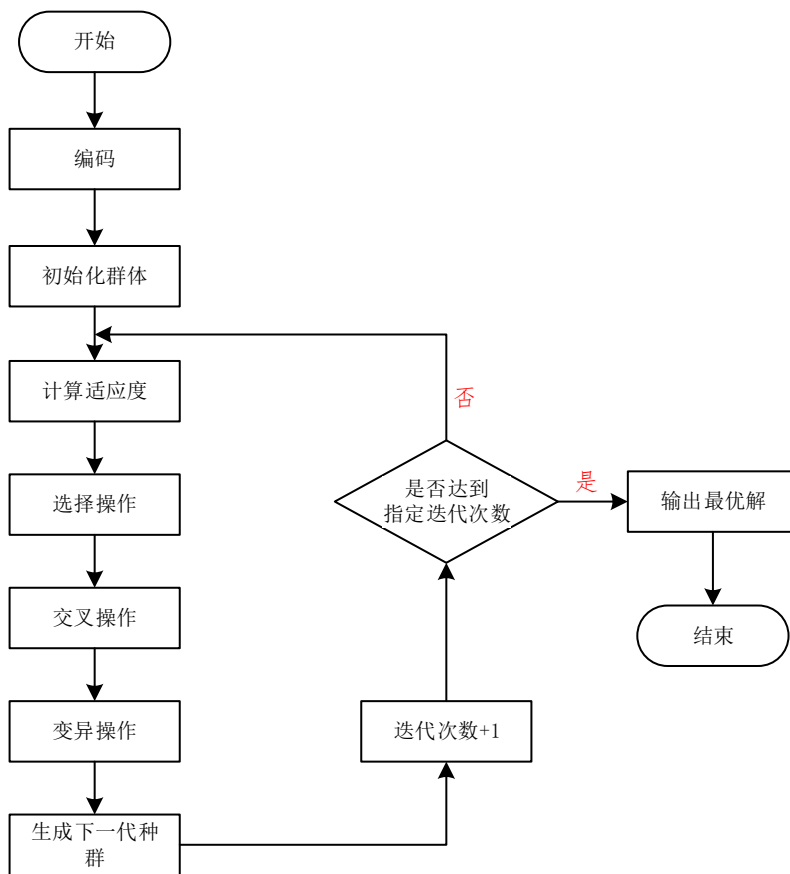 开始
编码
初始化群体
计算适应度
选择操作
交叉操作
变异操作
生成下一代种
群
迭代次数+1
是否达到
指定迭代次数
否
是
输出最优解
结束